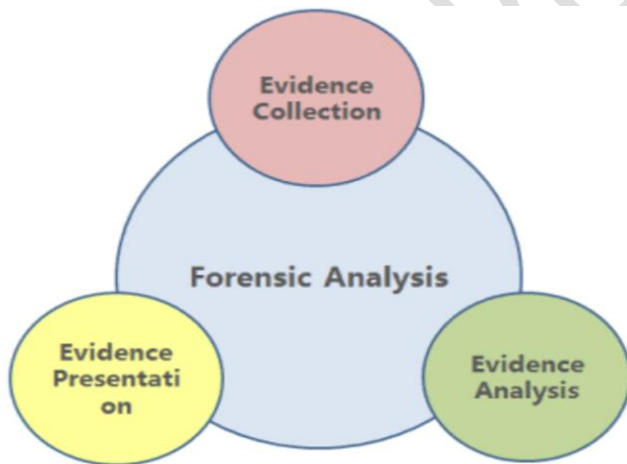 Evidence
Collection
Forensic Analysis
Evidence
Presentati
on
Evidence
Analysis